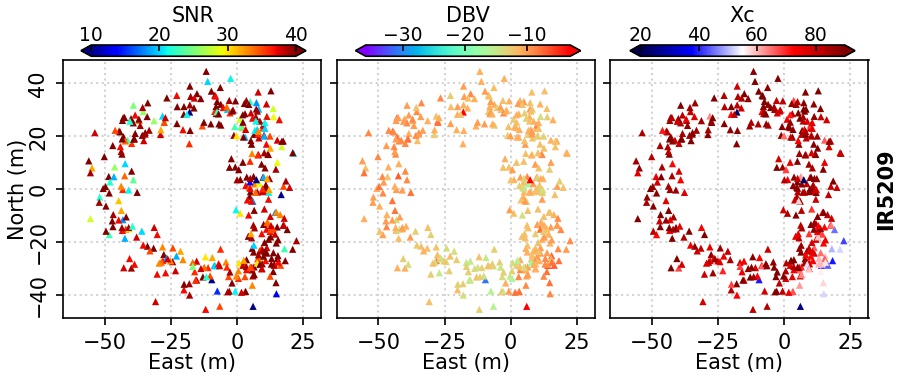 SNR DBV Xc
10 20 30 40 −30 −20 −10 20 40 60 80
40
20
0
−20
−40
North (m)
−50 −25 0 25 −50 −25 0 25 −50 −25 0 25
East (m) East (m) East (m)
IR5209